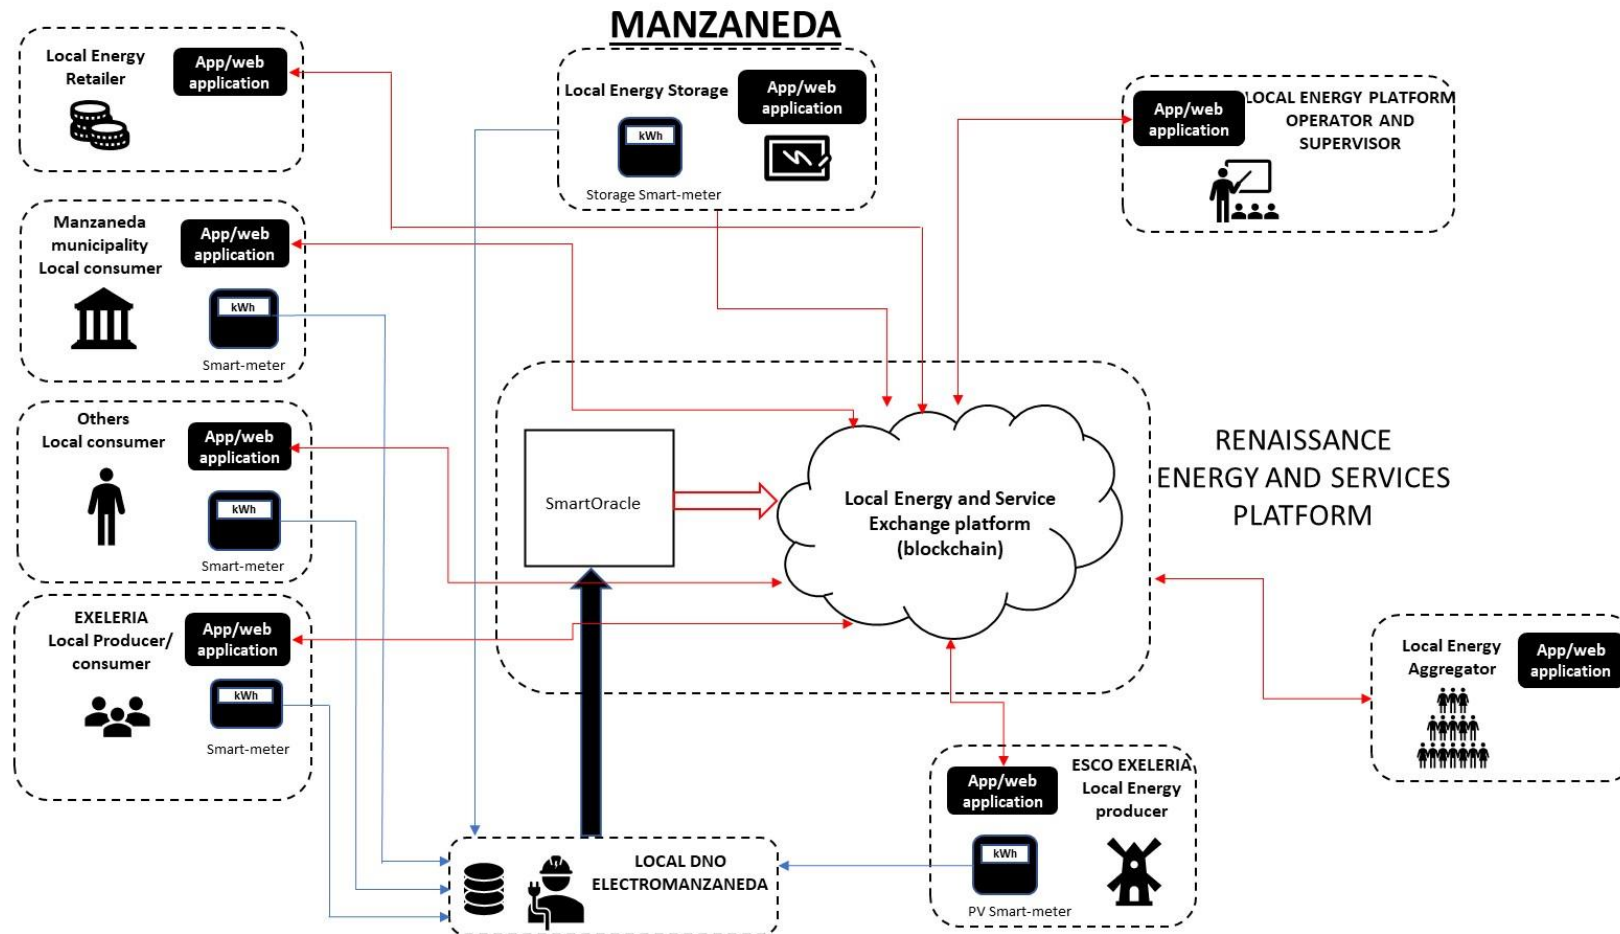 MANZANEDA
Local Energy
Retailer
App/web
application
Local Energy Storage
App/web
application
kWh
Storage Smart-meter
App/web
application
LOCAL ENERGY PLATFORM
OPERATOR AND
SUPERVISOR
Manzaneda
municipality
Local consumer
App/web
application
kWh
Smart-meter
Others
Local consumer
App/web
application
kWh
Smart-meter
SmartOracle
Local Energy and Service
Exchange platform
(blockchain)
RENAISSANCE
ENERGY AND SERVICES
PLATFORM
EXELERIA
Local Producer/
consumer
App/web
application
kWh
Smart-meter
Local Energy
Aggregator
App/web
application
App/web
application
ESCO EXELERIA
Local Energy
producer
kWh
PV Smart-meter
LOCAL DNO
ELECTROMANZANEDA